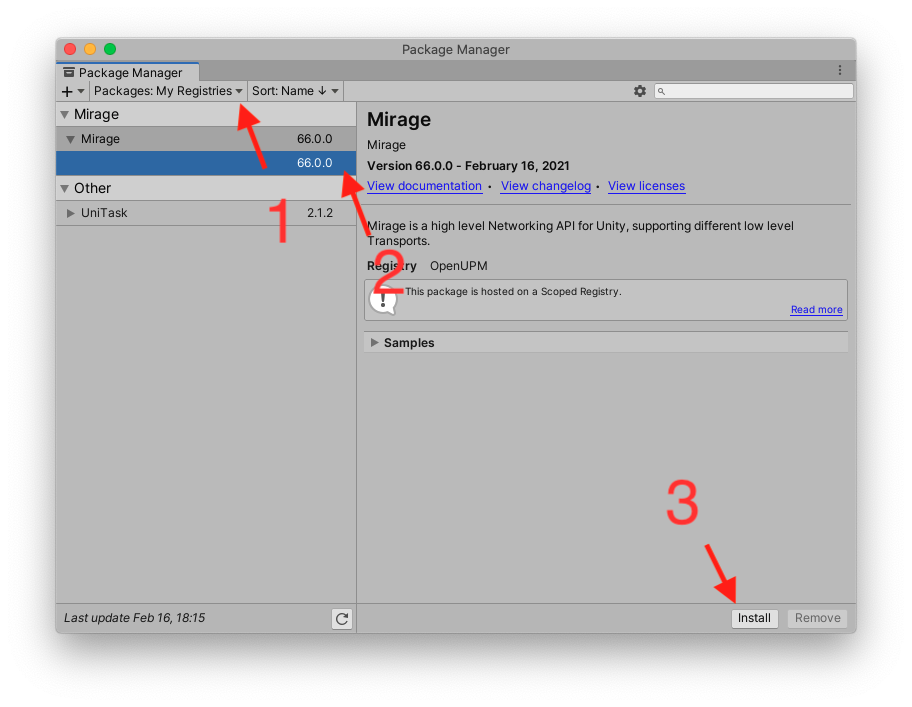 Package Manager
Package Manager
+ Packages: My Registries Sort: Name ↓
Mirage
Mirage 66.0.0
66.0.0
Other
UniTask 2.1.2
1
2
3
Mirage
Mirage
Version 66.0.0 - February 16, 2021
View documentation • View changelog • View licenses
Mirage is a high level Networking API for Unity, supporting different low level
Transports.
Registry OpenUPM
This package is hosted on a Scoped Registry.
Read more
Samples
Last update Feb 16, 18:15
Install Remove